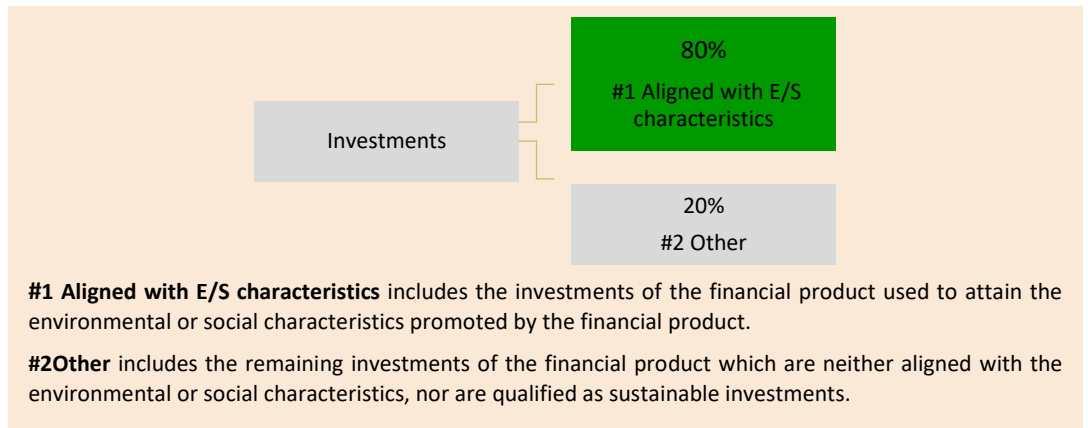 80%
#1 Aligned with E/S
characteristics
Investments
20%
#2 Other
#1 Aligned with E/S characteristics includes the investments of the financial product used to attain the
environmental or social characteristics promoted by the financial product.
#2Other includes the remaining investments of the financial product which are neither aligned with the
environmental or social characteristics, nor are qualified as sustainable investments.